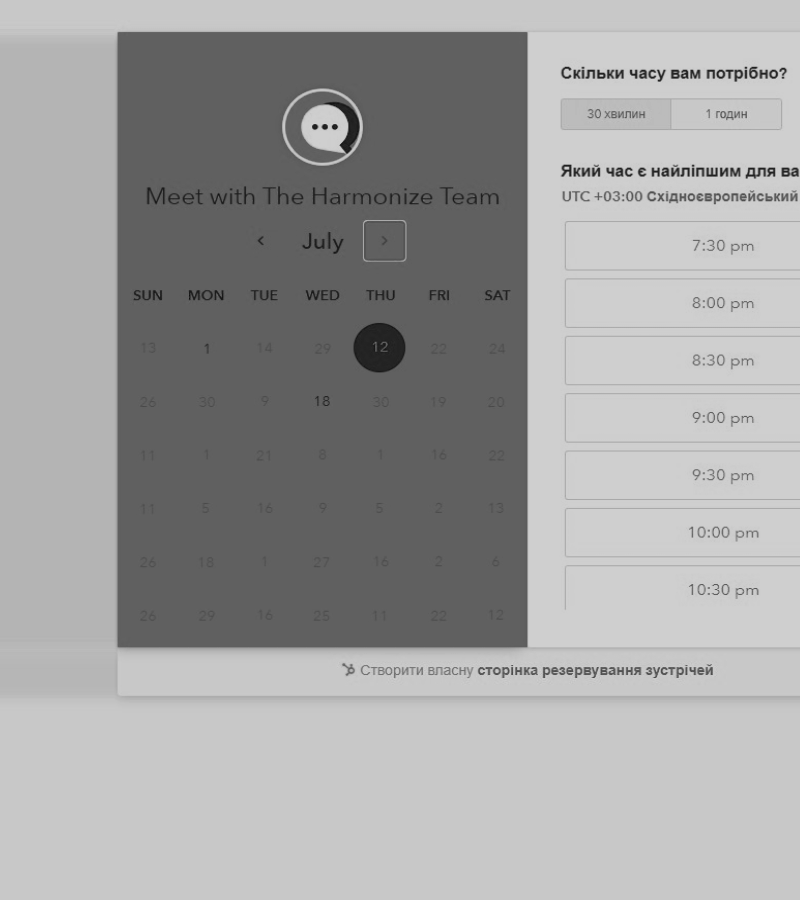 Meet with The Harmonize Team
July
SUN MON TUE WED THU FRI SAT
13 1 14 29 12 22 24
26 30 9 18 30 19 20
11 1 21 8 1 16 22
11 5 16 9 5 2 13
26 18 1 27 16 2 6
26 29 16 25 11 22 12
Скільки часу вам потрібно?
30 хвилин 1 годин
Який час є найліпшим для ва
UTC +03:00 Східноєвропейський
7:30 pm
8:00 pm
8:30 pm
9:00 pm
9:30 pm
10:00 pm
10:30 pm
Створити власну сторінка резервування зустрічей